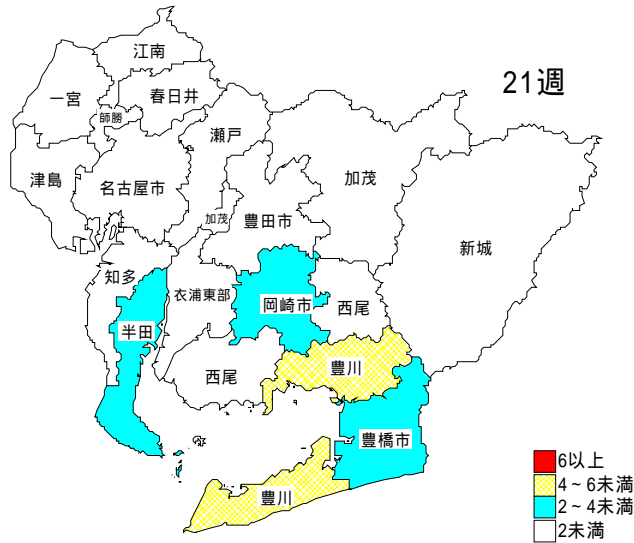 江南
21週
一宮
春日井
師勝
瀬戸
津島
名古屋市
加茂
加茂
豊田市
新城
知多
衣浦東部
岡崎市
西尾
半田
西尾
豊川
豊橋市
豊川
6以上
4~6未満
2~4未満
2未満